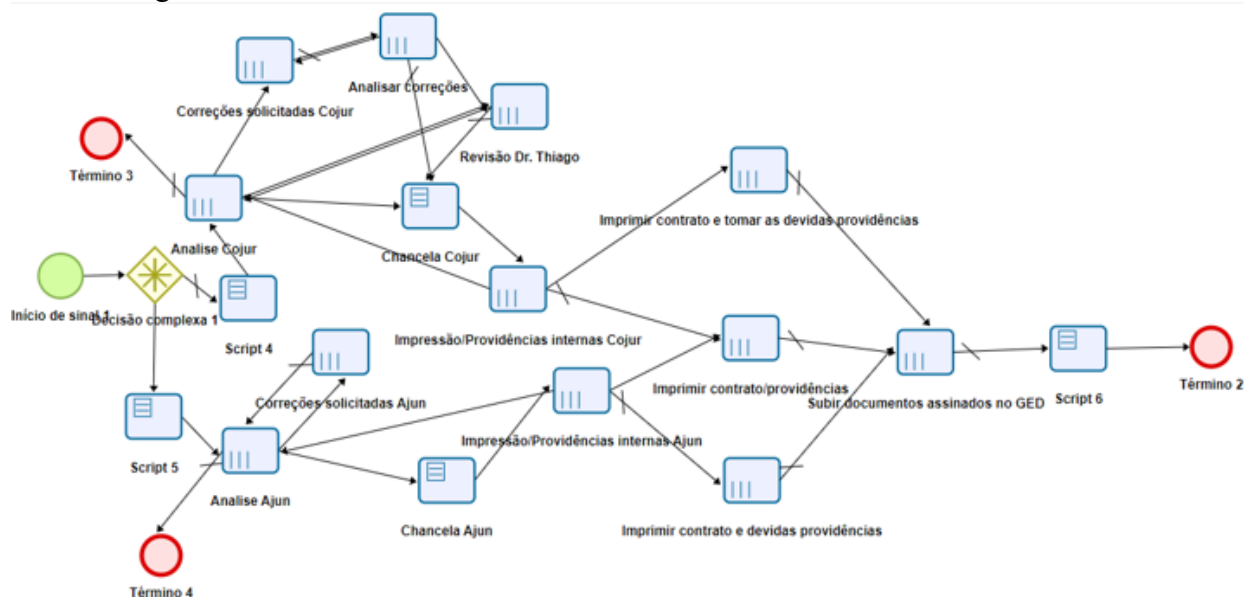 Analisar correções
Correções solicitadas Cojur
Revisão Dr. Thiago
Término 3
Imprimir contrato e tomar as devidas providências
Analise Cojur
Chancela Cojur
Início de sinal 1
Decisão complexa 1
Script 4
Impressão/Providências internas Cojur
Correções solicitadas Ajun
Imprimir contrato/providências
Subir documentos assinados no GED
Script 6
Término 2
Impressão/Providências internas Ajun
Script 5
Analise Ajun
Chancela Ajun
Imprimir contrato e devidas providências
Término 4